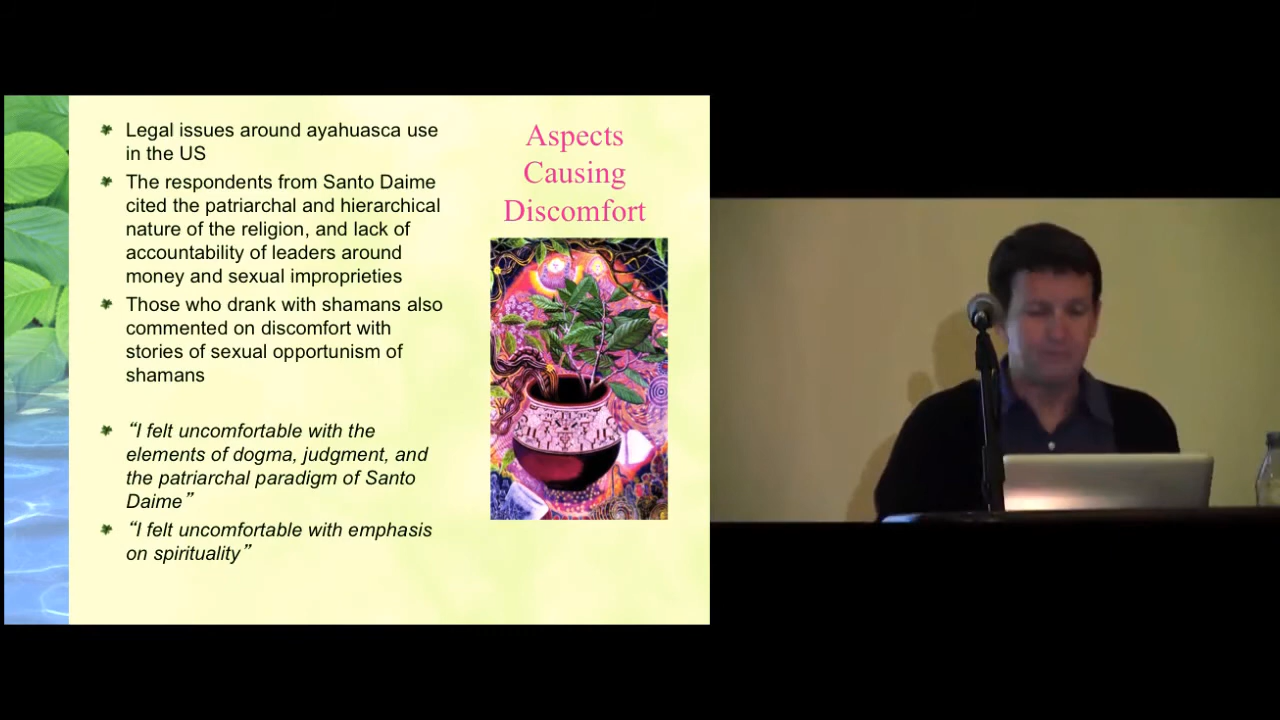 Aspects
Causing
Discomfort
Legal issues around ayahuasca use
in the US
The respondents from Santo Daime
cited the patriarchal and hierarchical
nature of the religion, and lack of
accountability of leaders around
money and sexual improprieties
Those who drank with shamans also
commented on discomfort with
stories of sexual opportunism of
shamans
“I felt uncomfortable with the
elements of dogma, judgment, and
the patriarchal paradigm of Santo
Daime”
“I felt uncomfortable with emphasis
on spirituality”